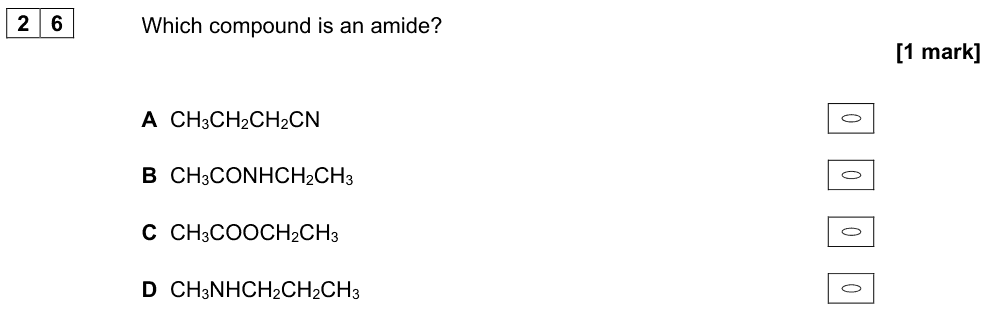 2 6 Which compound is an amide?
[1 mark]
A CH₃CH₂CH₂CN
B CH₃CONHCH₂CH₃
C CH₃COOCH₂CH₃
D CH₃NHCH₂CH₂CH₃